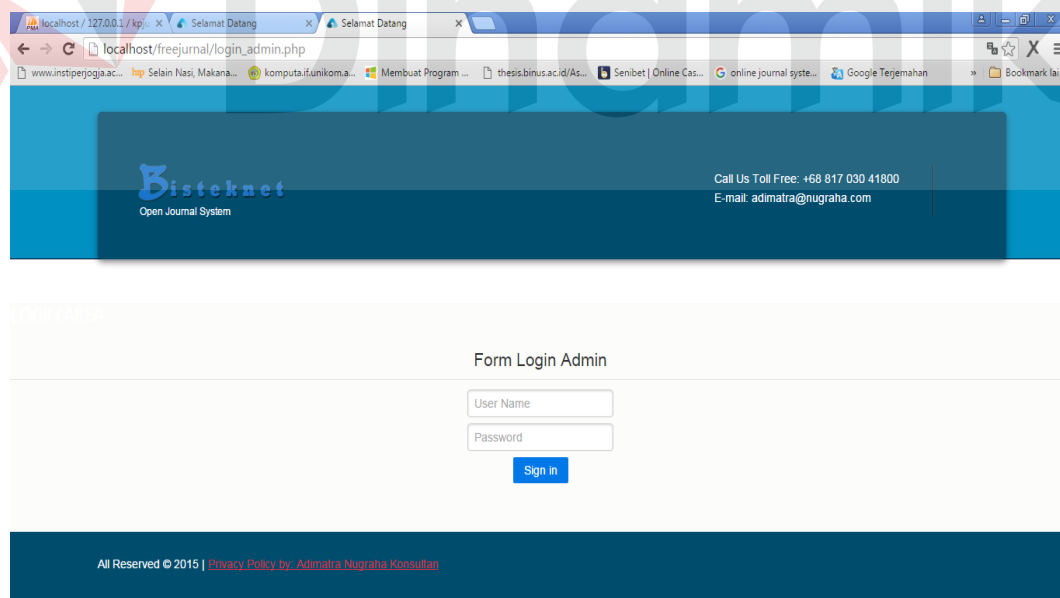 Dinamik
localhost / 127.0.0.1 / kpju
Selamat Datang
Selamat Datang
localhost/freejurnal/login_admin.php
www.instiperjogja.ac...
Selain Nasi, Makana...
komputa.if.unikom.a...
Membuat Program ...
thesis.binus.ac.id/As...
Senibet | Online Cas...
online journal syste...
Google Terjemahan
»
Bookmark lai
Bisteknet
Open Journal System
Call Us Toll Free: +68 817 030 41800
E-mail: adimatra@nugraha.com
Form Login Admin
User Name
Password
Sign in
All Reserved © 2015 | Privacy Policy by: Adimatra Nugraha Konsultan